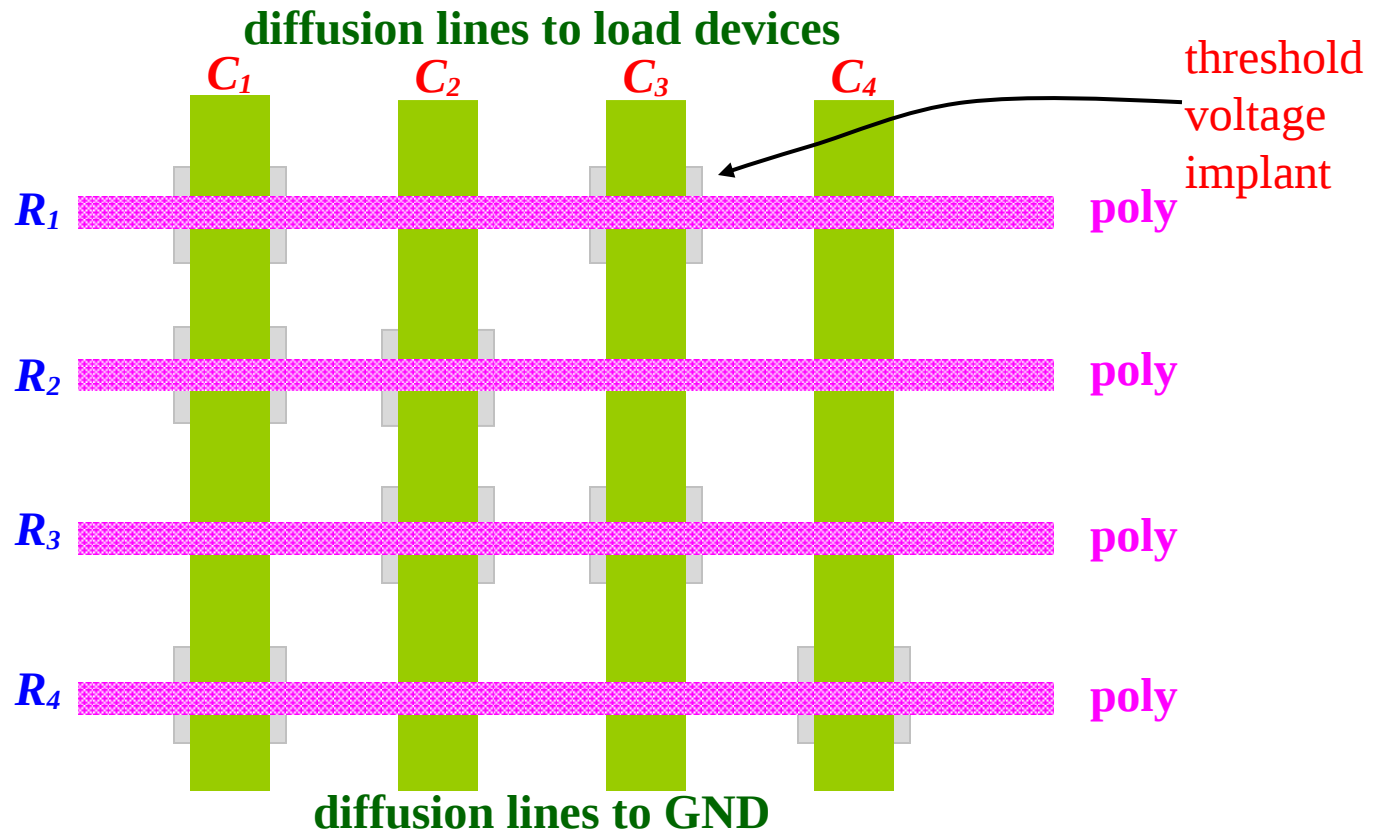 diffusion lines to load devices
C1 C2 C3 C4
threshold
voltage
implant
R1 poly
R2 poly
R3 poly
R4 poly
diffusion lines to GND